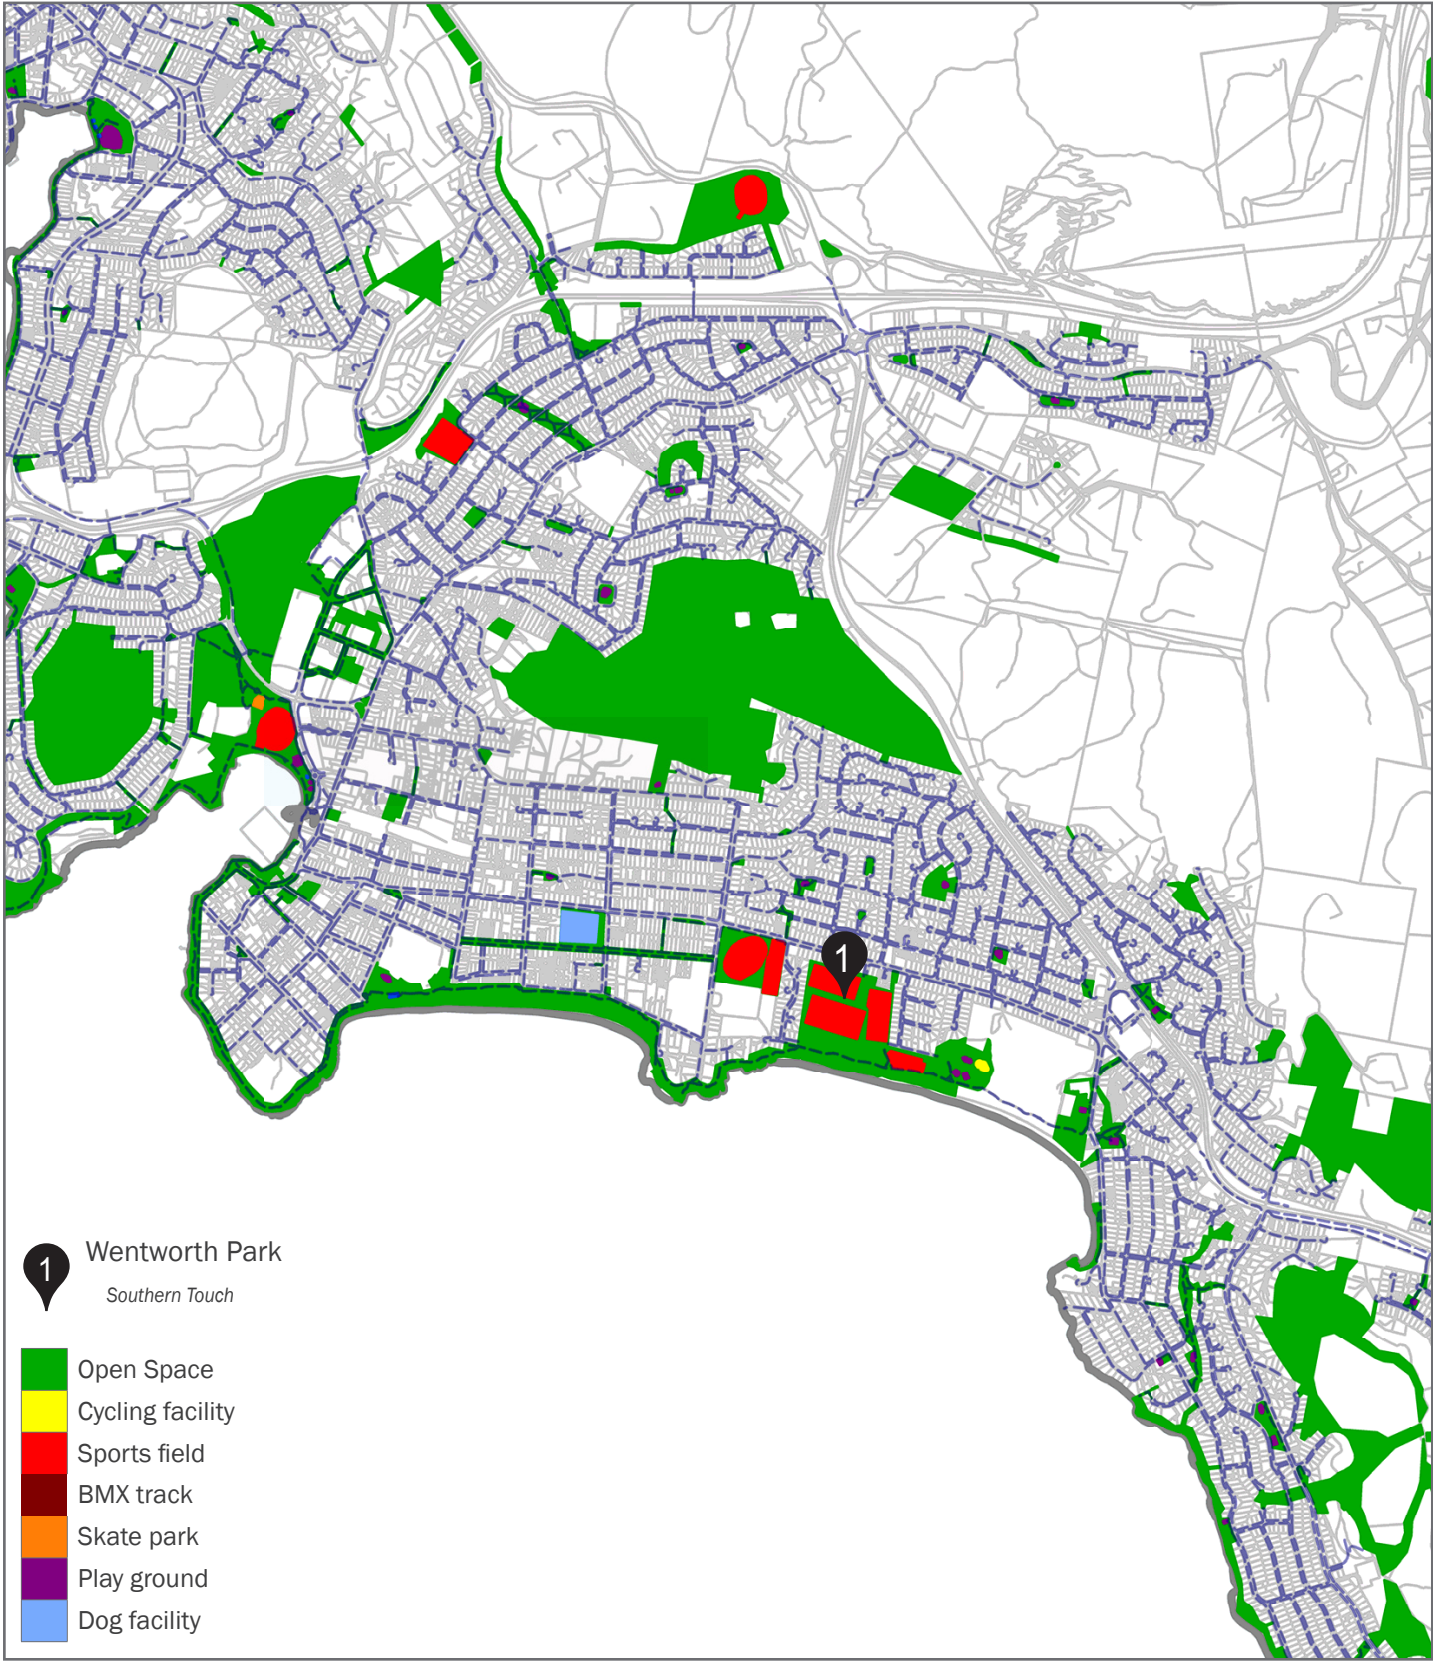 1
1
Wentworth Park
Southern Touch
Open Space
Cycling facility
Sports field
BMX track
Skate park
Play ground
Dog facility